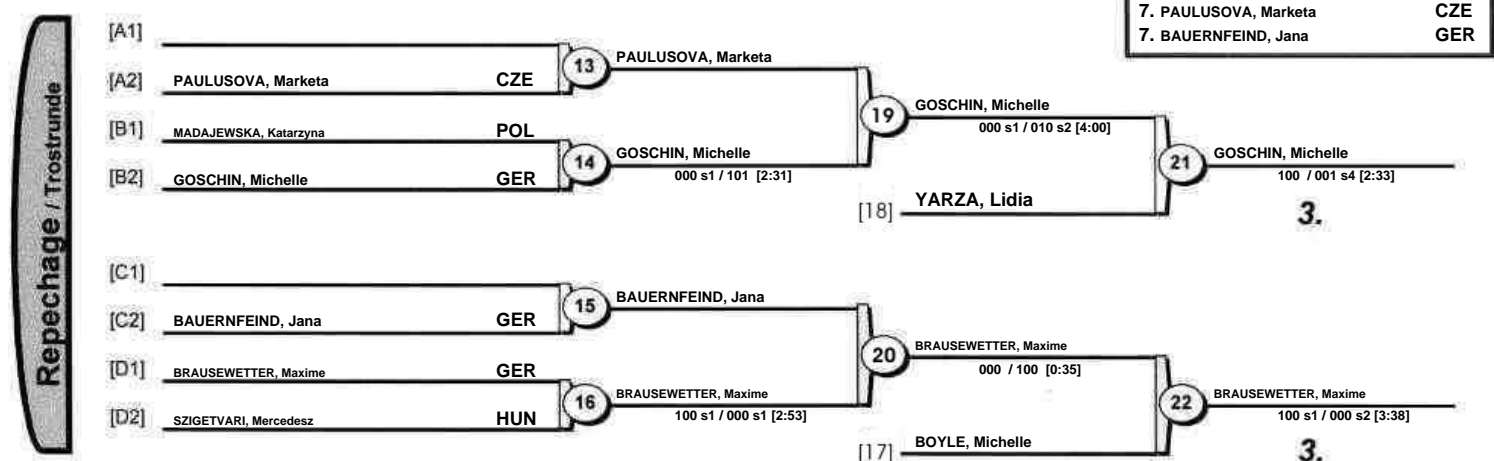 7. PAULUSOVA, Marketa CZE
7. BAUERNFEIND, Jana GER
Repechage / Trostrunde
[A1]
[A2] PAULUSOVA, Marketa CZE
13 PAULUSOVA, Marketa
[B1] MADAJEWSKA, Katarzyna POL
[B2] GOSCHIN, Michelle GER
14 GOSCHIN, Michelle
000 s1 / 101 [2:31]
19 GOSCHIN, Michelle
000 s1 / 010 s2 [4:00]
[18] YARZA, Lidia
21 GOSCHIN, Michelle
100 / 001 s4 [2:33]
3.
[C1]
[C2] BAUERNFEIND, Jana GER
15 BAUERNFEIND, Jana
[D1] BRAUSEWETTER, Maxime GER
[D2] SZIGETVARI, Mercedesz HUN
16 BRAUSEWETTER, Maxime
100 s1 / 000 s1 [2:53]
20 BRAUSEWETTER, Maxime
000 / 100 [0:35]
[17] BOYLE, Michelle
22 BRAUSEWETTER, Maxime
100 s1 / 000 s2 [3:38]
3.